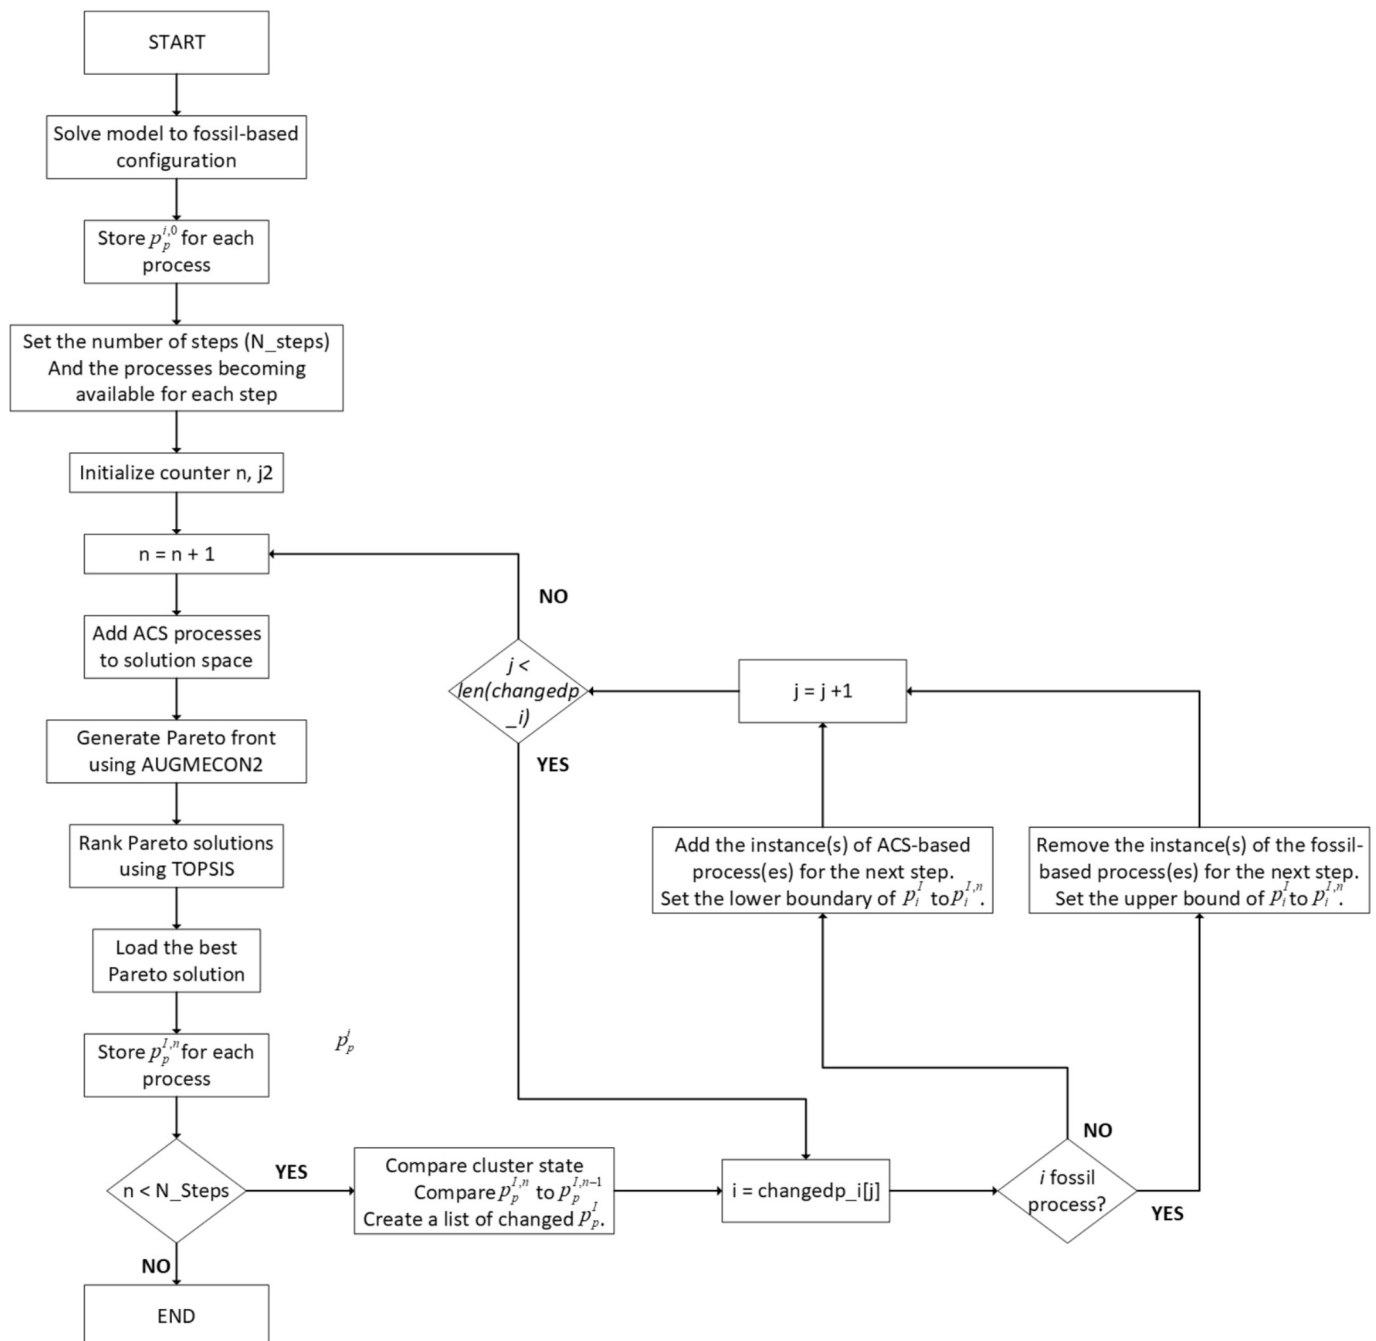 START
Solve model to fossil-based
configuration
Store p_p^{i,0} for each
process
Set the number of steps (N_steps)
And the processes becoming
available for each step
Initialize counter n, j2
n = n + 1
Add ACS processes
to solution space
Generate Pareto front
using AUGMECON2
Rank Pareto solutions
using TOPSIS
Load the best
Pareto solution
Store p_p^{I,n} for each
process
p_p^i
n < N_Steps
YES
NO
END
Compare cluster state
Compare p_p^{I,n} to p_p^{I,n-1}
Create a list of changed p_p^I.
i = changedp_i[j]
i fossil
process?
NO
YES
Add the instance(s) of ACS-based
process(es) for the next step.
Set the lower boundary of p_i^I to p_i^{I,n}.
Remove the instance(s) of the fossil-
based process(es) for the next step.
Set the upper bound of p_i^I to p_i^{I,n}.
j = j +1
j <
len(changedp
_i)
NO
YES